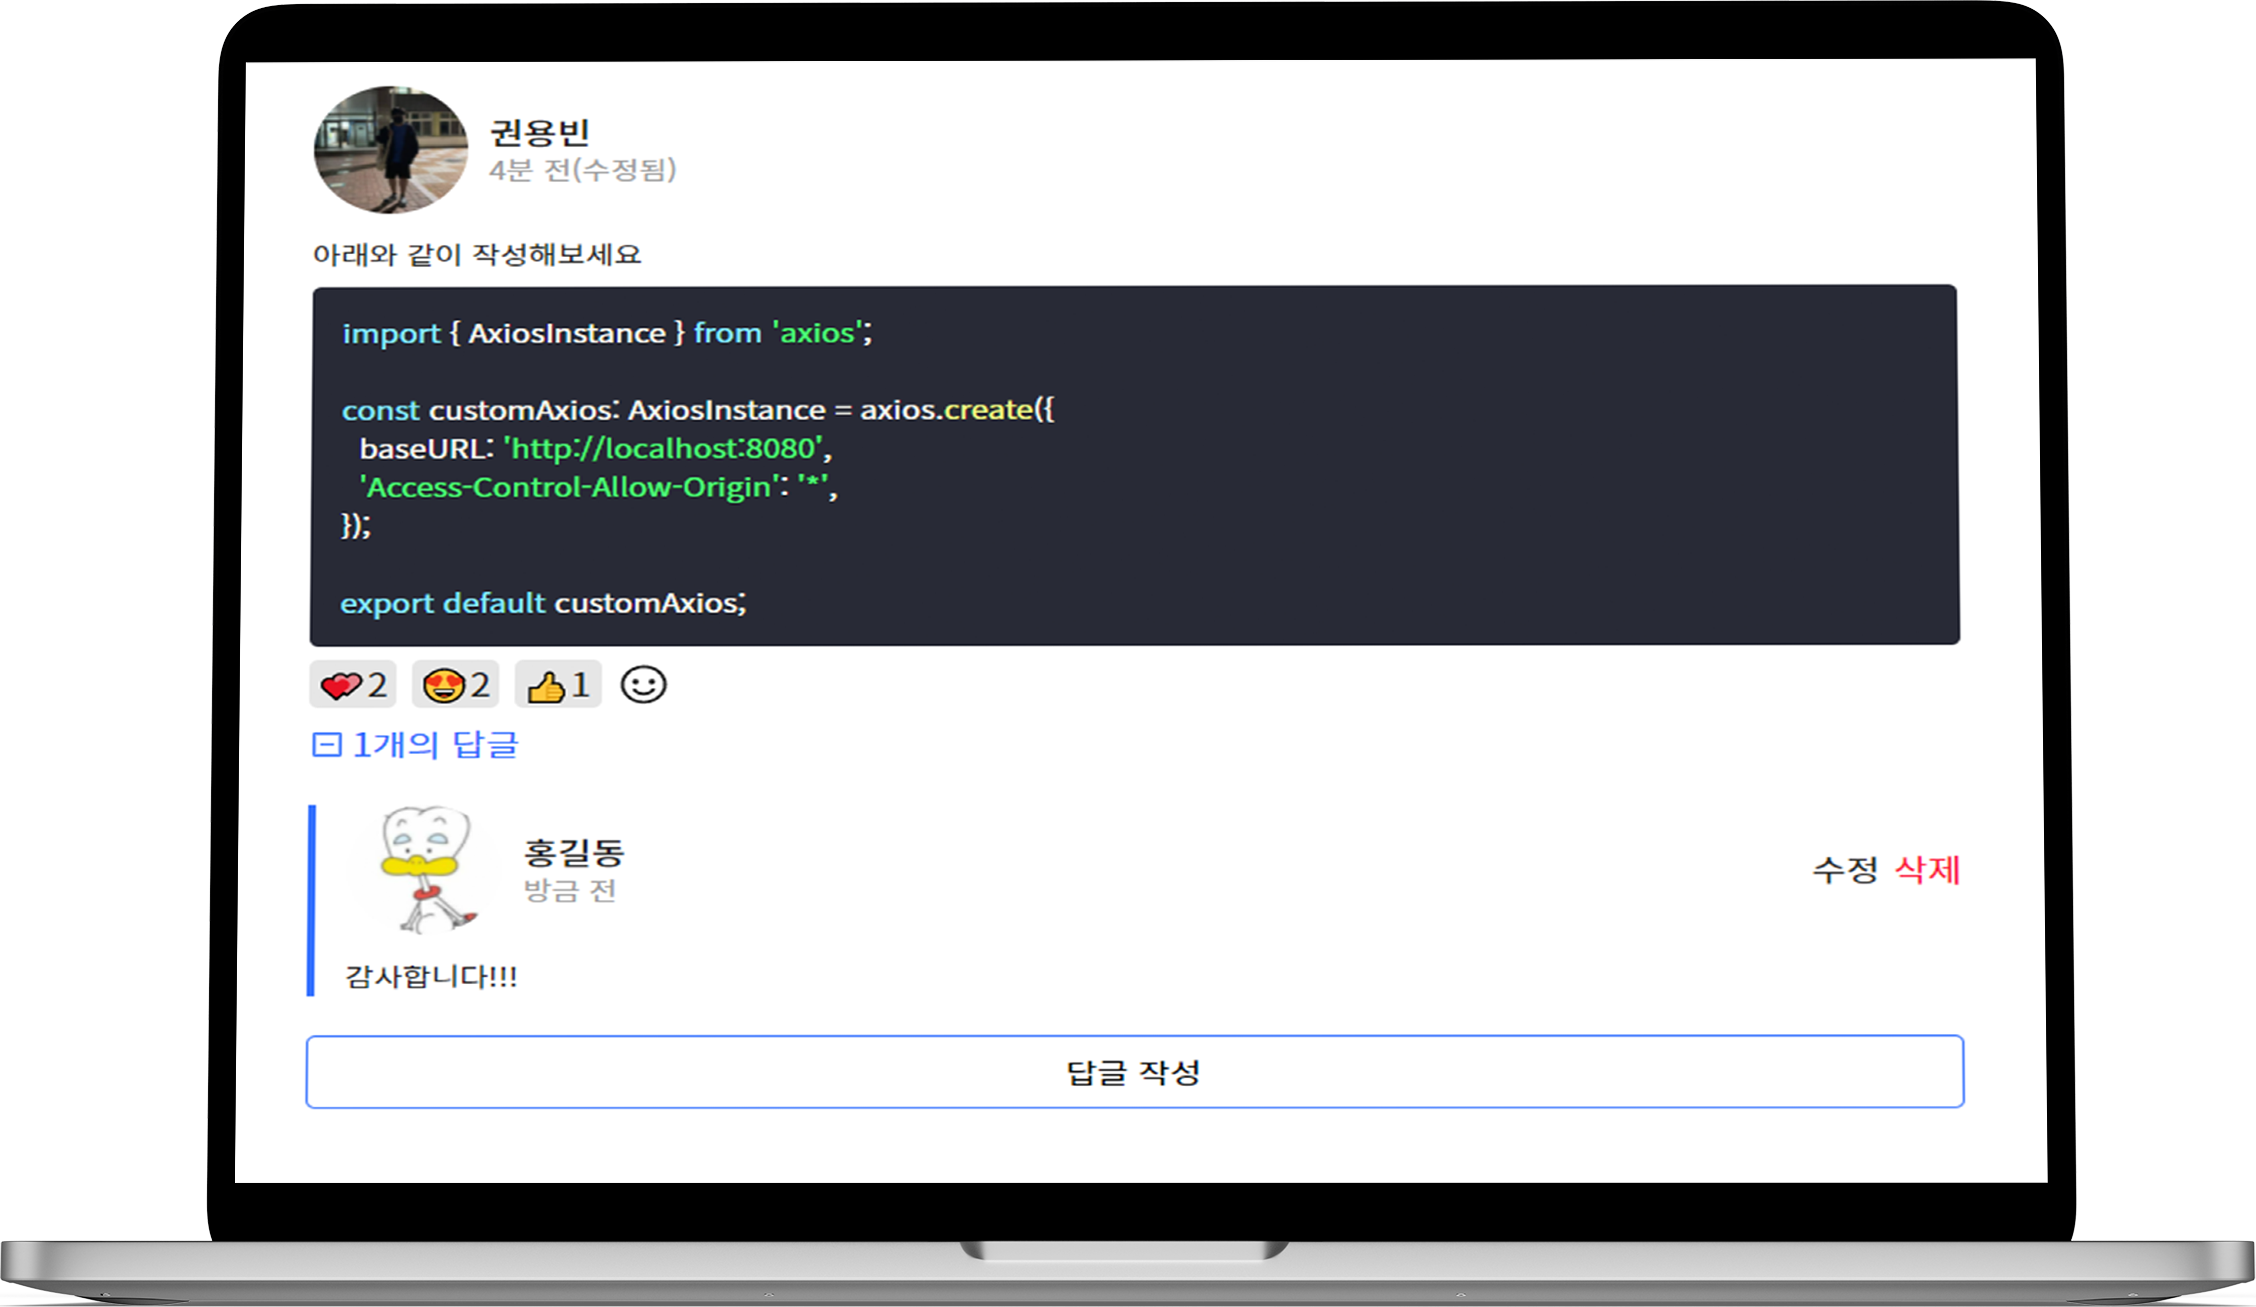 권용빈
4분 전(수정됨)
아래와 같이 작성해보세요
import { AxiosInstance } from 'axios';
const customAxios: AxiosInstance = axios.create({
  baseURL: 'http://localhost:8080',
  'Access-Control-Allow-Origin': '*',
});
export default customAxios;
2 2 1
1개의 답글
홍길동
방금 전
수정 삭제
감사합니다!!!
답글 작성